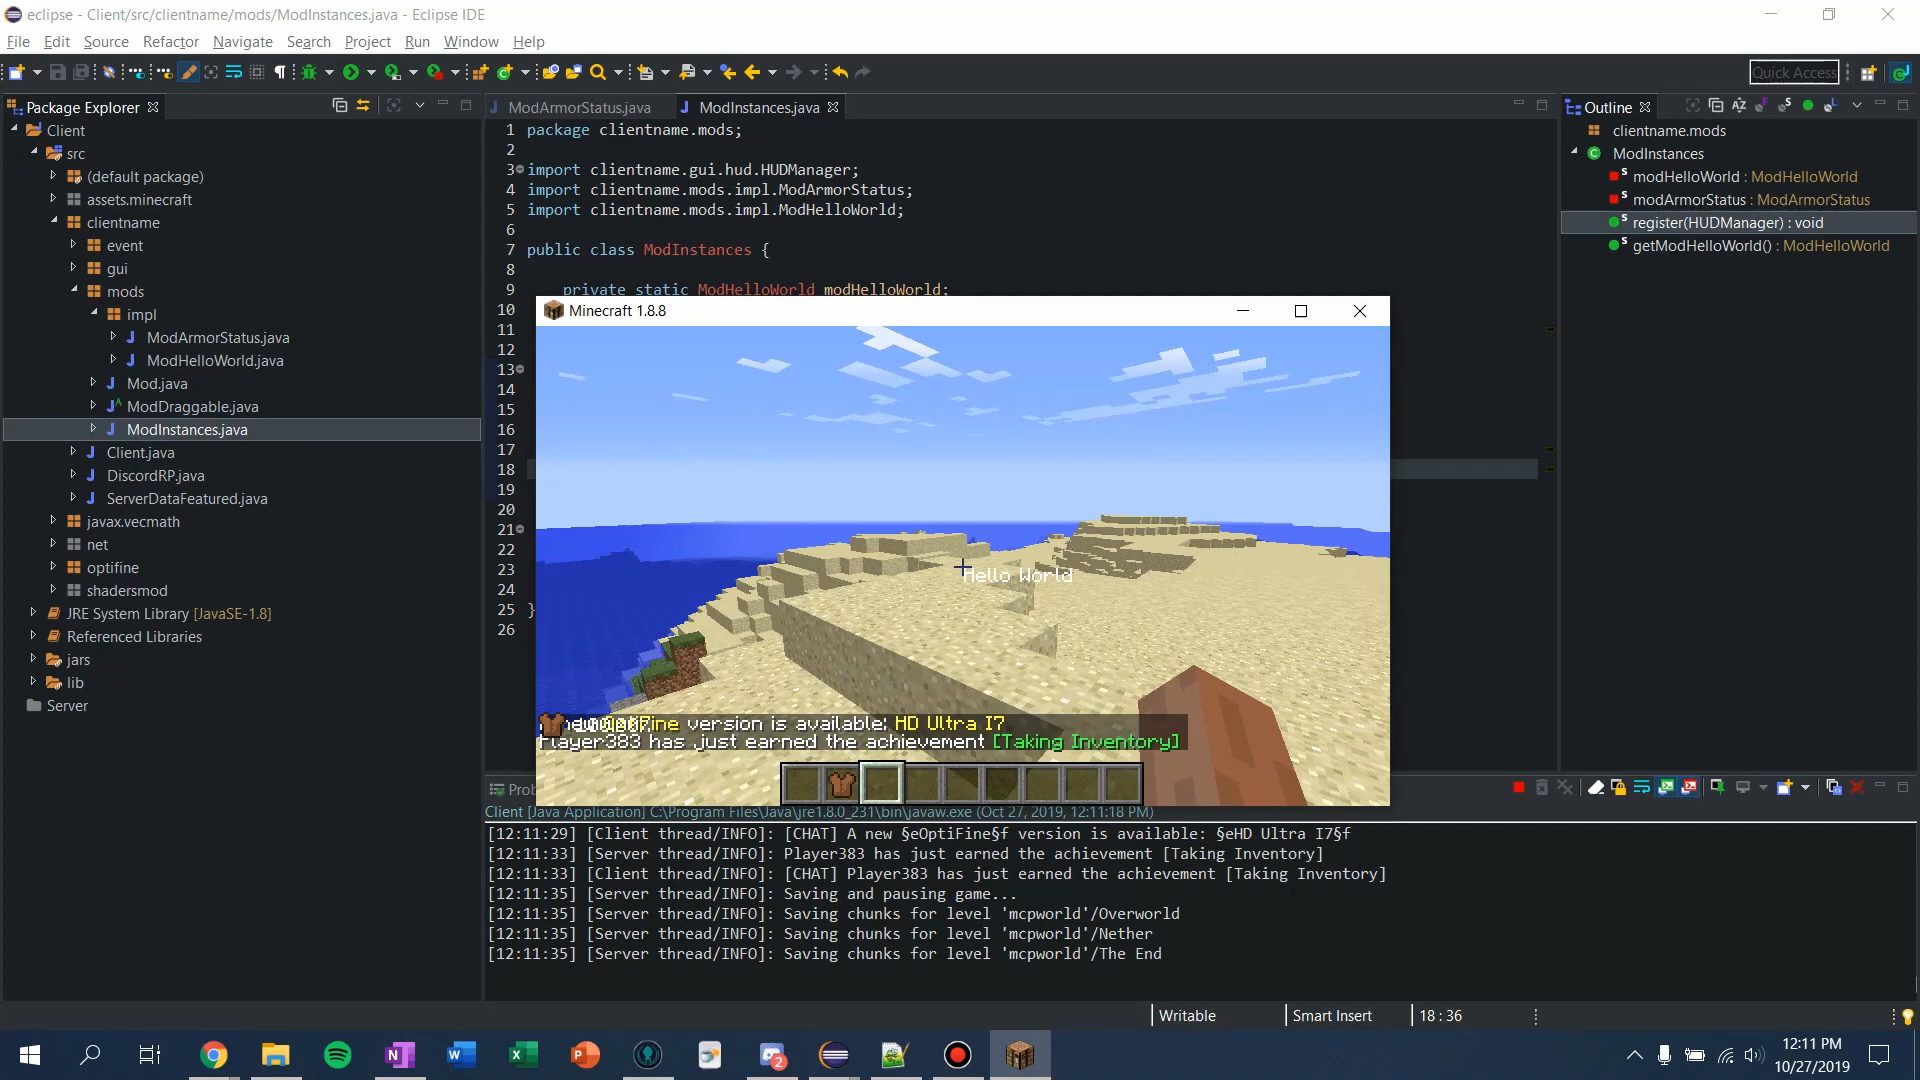 eclipse - Client/src/clientname/mods/ModInstances.java - Eclipse IDE
File Edit Source Refactor Navigate Search Project Run Window Help
Quick Access
Package Explorer
Client
src
(default package)
assets.minecraft
clientname
event
gui
mods
impl
ModArmorStatus.java
ModHelloWorld.java
Mod.java
ModDraggable.java
ModInstances.java
Client.java
DiscordRP.java
ServerDataFeatured.java
javax.vecmath
net
optifine
shadersmod
JRE System Library [JavaSE-1.8]
Referenced Libraries
jars
lib
Server
ModArmorStatus.java ModInstances.java
1 package clientname.mods;
2
3 import clientname.gui.hud.HUDManager;
4 import clientname.mods.impl.ModArmorStatus;
5 import clientname.mods.impl.ModHelloWorld;
6
7 public class ModInstances {
8
9 private static ModHelloWorld modHelloWorld;
10
11
12
13
14
15
16
17
18
19
20
21
22
23
24
25 }
26
Minecraft 1.8.8
Hello World
version is available: HD Ultra I7
Player383 has just earned the achievement [Taking Inventory]
Outline
clientname.mods
ModInstances
modHelloWorld : ModHelloWorld
modArmorStatus : ModArmorStatus
register(HUDManager) : void
getModHelloWorld() : ModHelloWorld
Client [Java Application] C:\Program Files\Java\jre1.8.0_231\bin\javaw.exe (Oct 27, 2019, 12:11:18 PM)
[12:11:29] [Client thread/INFO]: [CHAT] A new §eOptiFine§f version is available: §eHD Ultra I7§f
[12:11:33] [Server thread/INFO]: Player383 has just earned the achievement [Taking Inventory]
[12:11:33] [Client thread/INFO]: [CHAT] Player383 has just earned the achievement [Taking Inventory]
[12:11:35] [Server thread/INFO]: Saving and pausing game...
[12:11:35] [Server thread/INFO]: Saving chunks for level 'mcpworld'/Overworld
[12:11:35] [Server thread/INFO]: Saving chunks for level 'mcpworld'/Nether
[12:11:35] [Server thread/INFO]: Saving chunks for level 'mcpworld'/The End
Writable Smart Insert 18 : 36
12:11 PM
10/27/2019